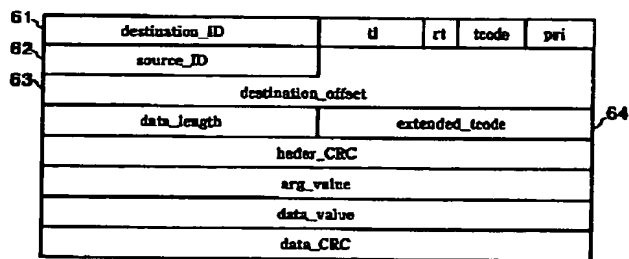 61 destination_ID tl rt tcode pri
62 source_ID
63 destination_offset
data_length extended_tcode 64
heder_CRC
arg_value
data_value
data_CRC